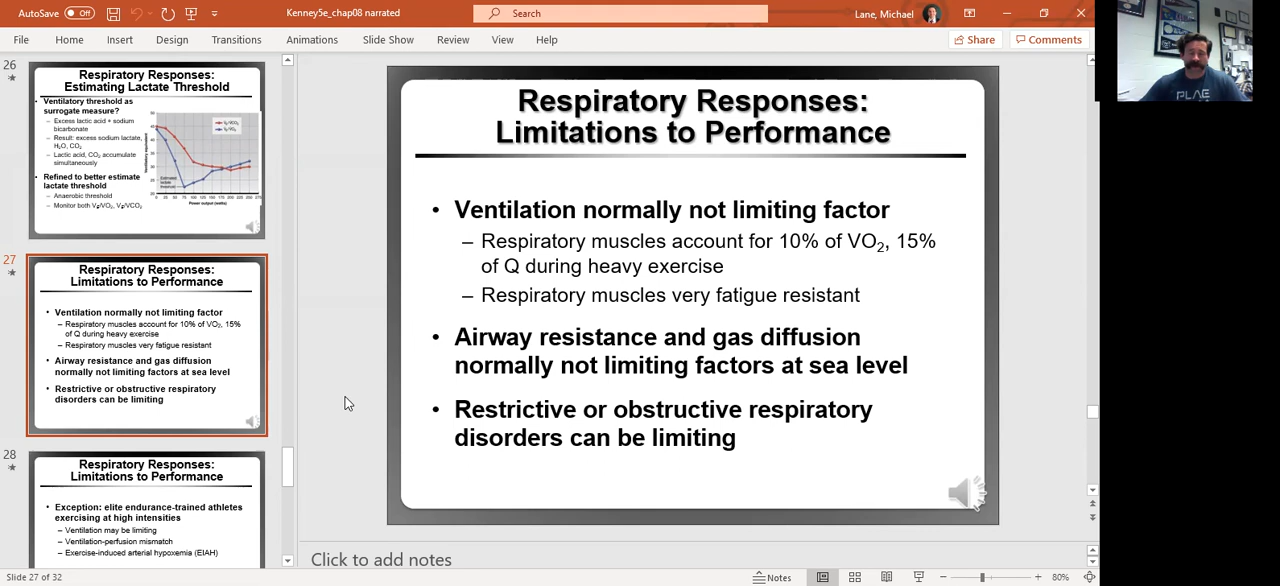 AutoSave Off
Kenney5e_chap08 narrated
Search
Lane, Michael
File Home Insert Design Transitions Animations Slide Show Review View Help
Share Comments
26
Respiratory Responses:
Estimating Lactate Threshold
• Ventilatory threshold as
surrogate measure?
– Excess lactic acid + sodium
bicarbonate
– Result: excess sodium lactate,
H2O, CO2
– Lactic acid, CO2 accumulate
simultaneously
• Refined to better estimate
lactate threshold
– Anaerobic threshold
– Monitor both VE/VO2, VE/VCO2
Estimated
lactate
threshold
Power output (watts)
27
Respiratory Responses:
Limitations to Performance
• Ventilation normally not limiting factor
– Respiratory muscles account for 10% of VO2, 15%
of Q during heavy exercise
– Respiratory muscles very fatigue resistant
• Airway resistance and gas diffusion
normally not limiting factors at sea level
• Restrictive or obstructive respiratory
disorders can be limiting
28
Respiratory Responses:
Limitations to Performance
• Exception: elite endurance-trained athletes
exercising at high intensities
– Ventilation may be limiting
– Ventilation-perfusion mismatch
– Exercise-induced arterial hypoxemia (EIAH)
Respiratory Responses:
Limitations to Performance
• Ventilation normally not limiting factor
– Respiratory muscles account for 10% of VO2, 15%
of Q during heavy exercise
– Respiratory muscles very fatigue resistant
• Airway resistance and gas diffusion
normally not limiting factors at sea level
• Restrictive or obstructive respiratory
disorders can be limiting
Click to add notes
PLAE
Slide 27 of 32
Notes
80%